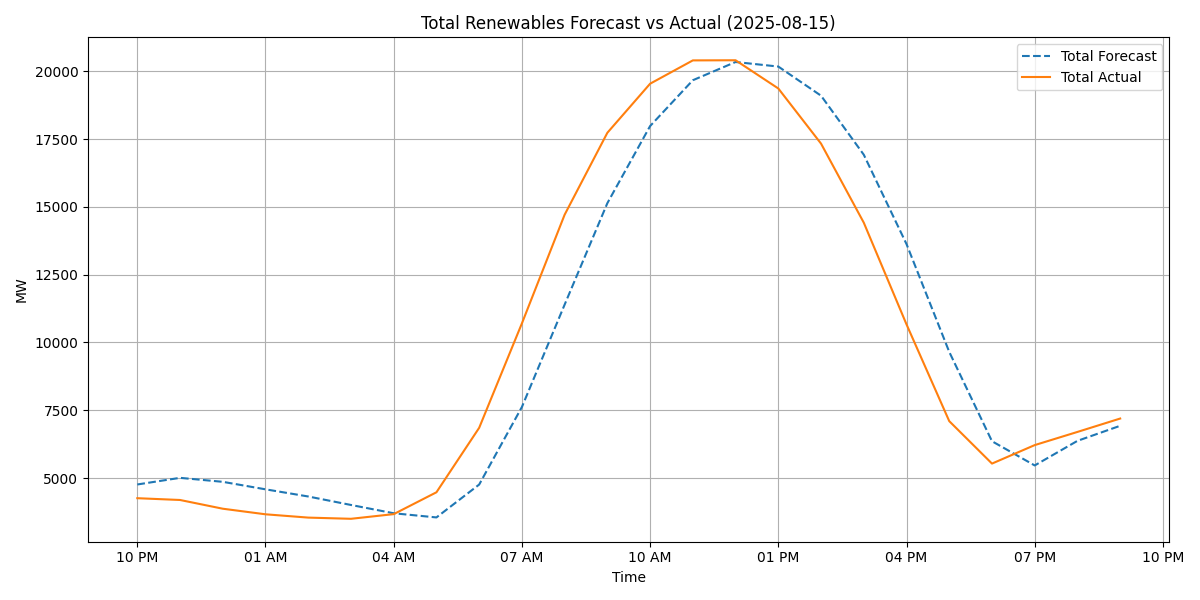 Total Renewables Forecast vs Actual (2025-08-15)
Total Forecast
Total Actual
20000
17500
15000
12500
10000
7500
5000
MW
10 PM
01 AM
04 AM
07 AM
10 AM
01 PM
04 PM
07 PM
10 PM
Time